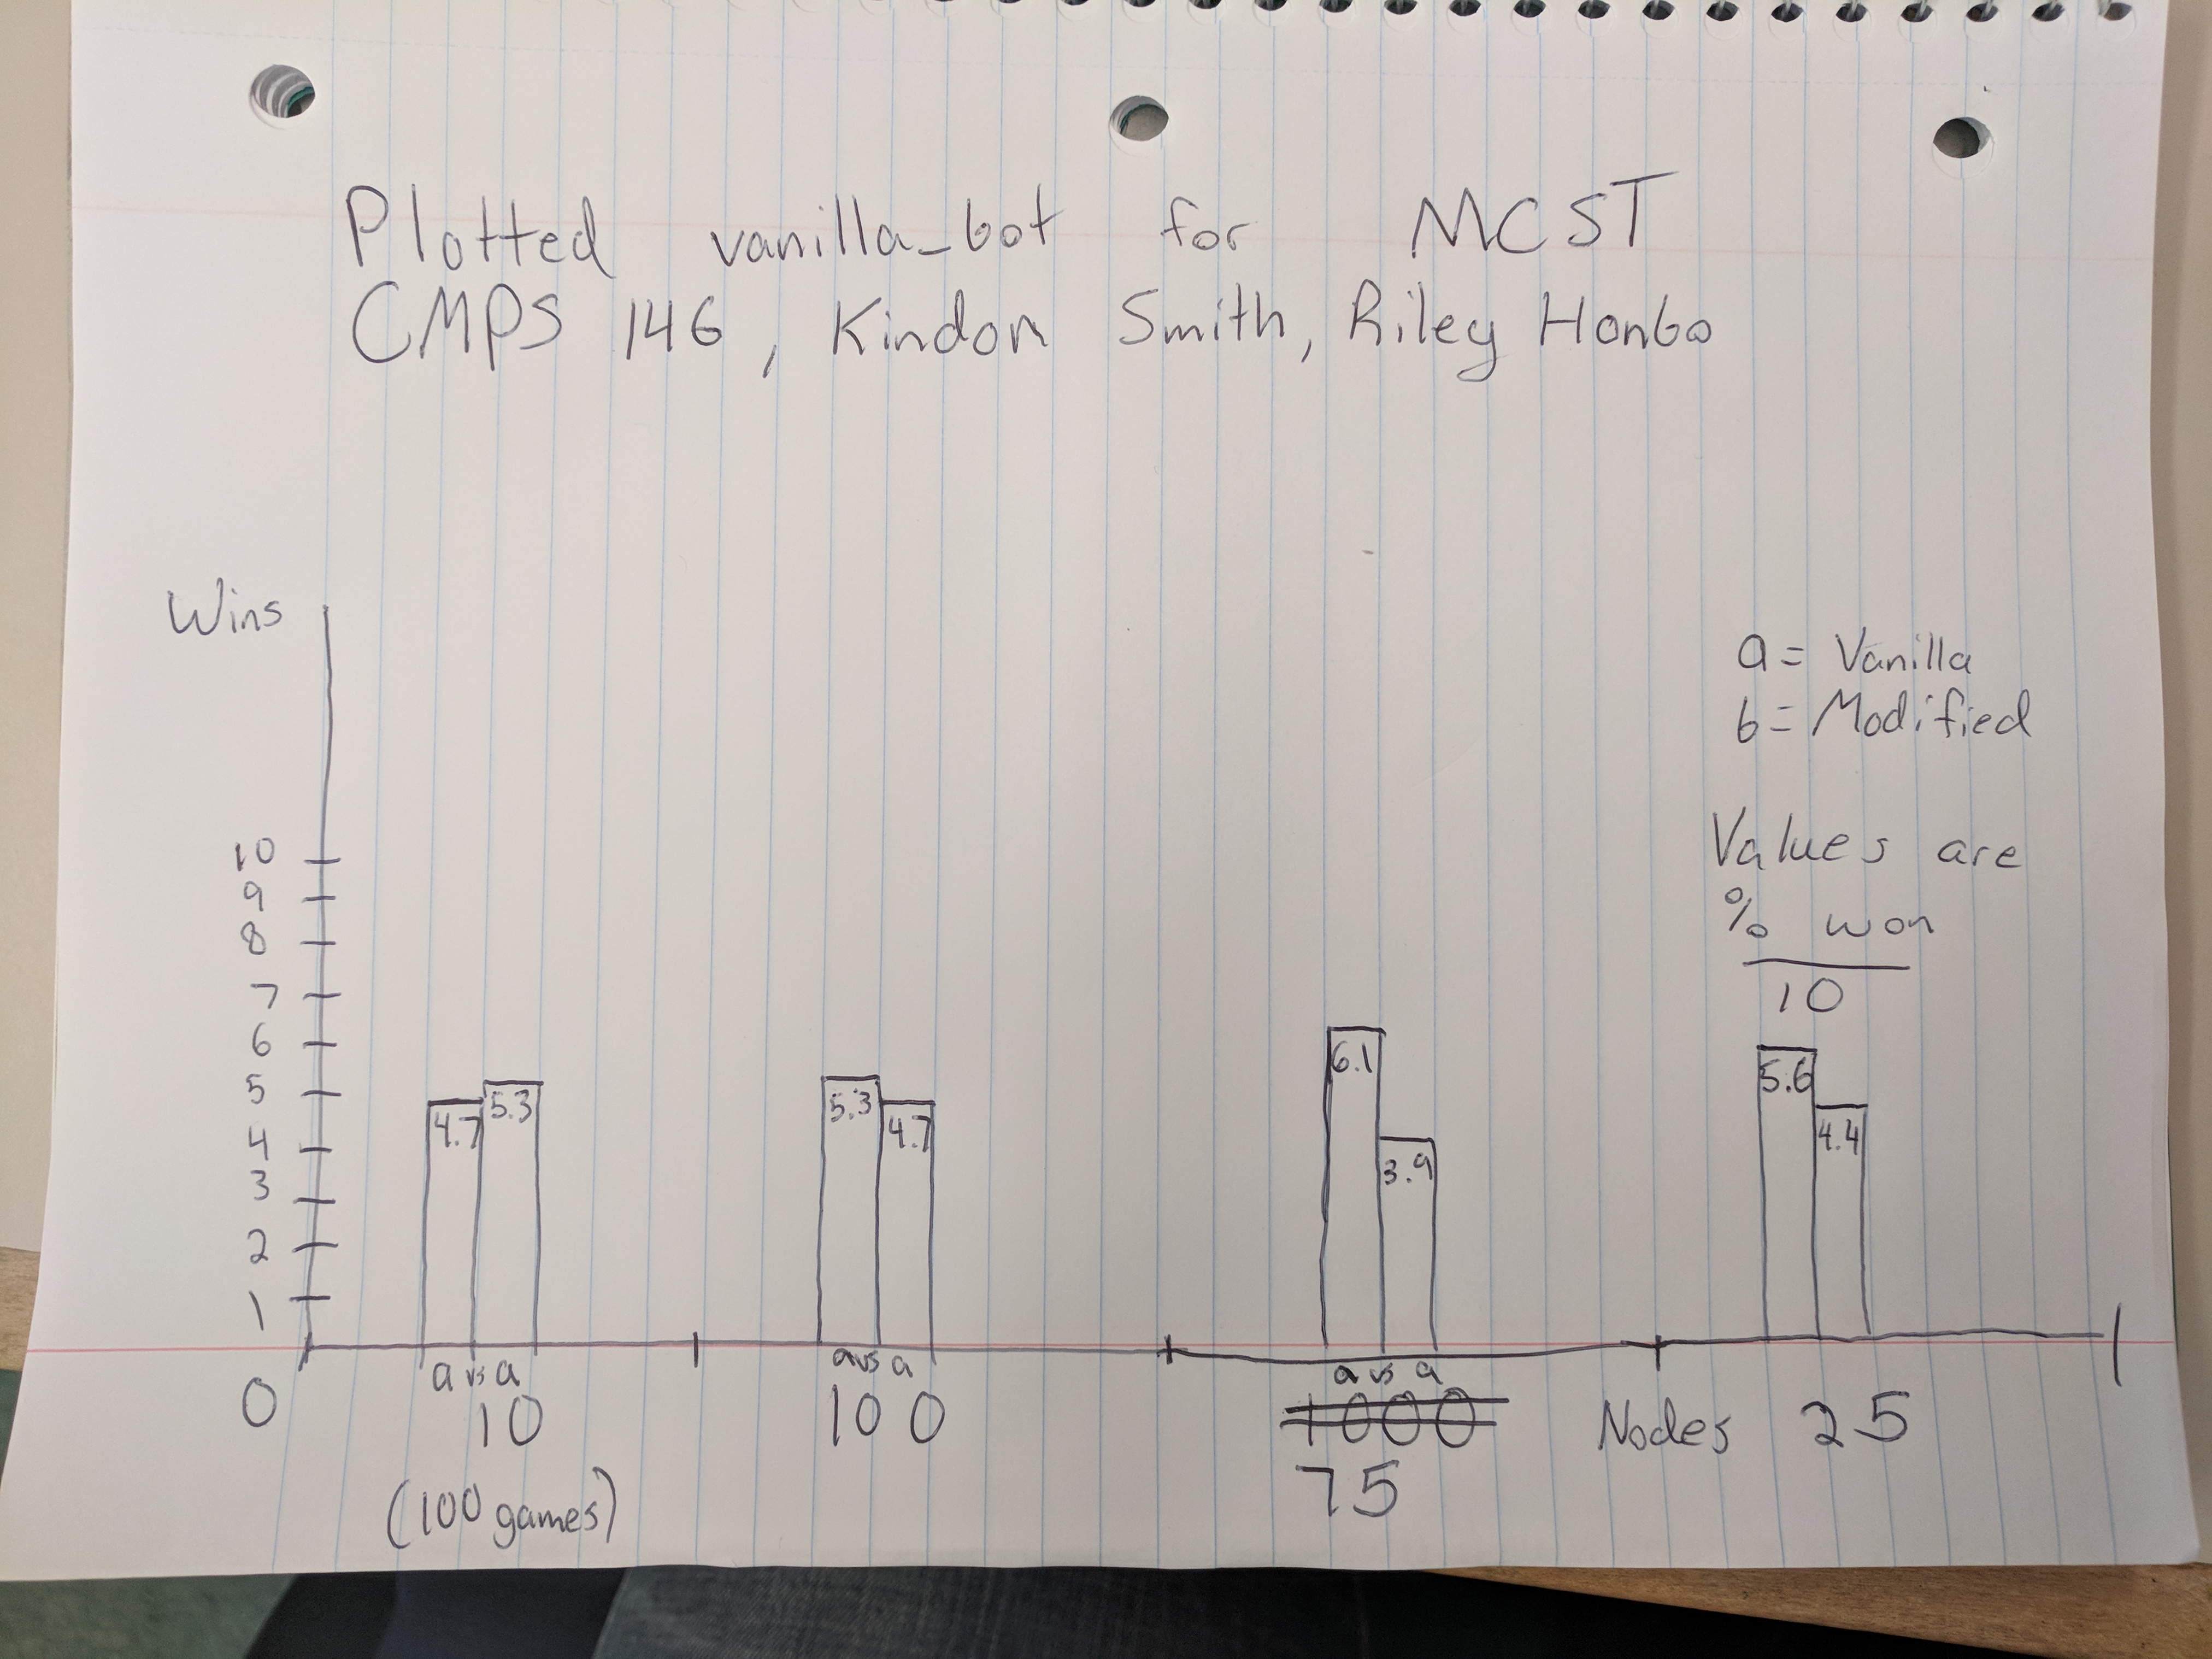 Plotted vanilla_bot for MCST
CMPS 146, Kindon Smith, Riley Honbo
Wins
a = Vanilla
b = Modified
Values are
% won
10
10
9
8
7
6
5
4
3
2
1
0
4.7 5.3
5.3 4.7
6.1 3.9
5.6 4.4
a vs a
a vs a
a vs a
10
100
1000
Nodes 25
75
(100 games)